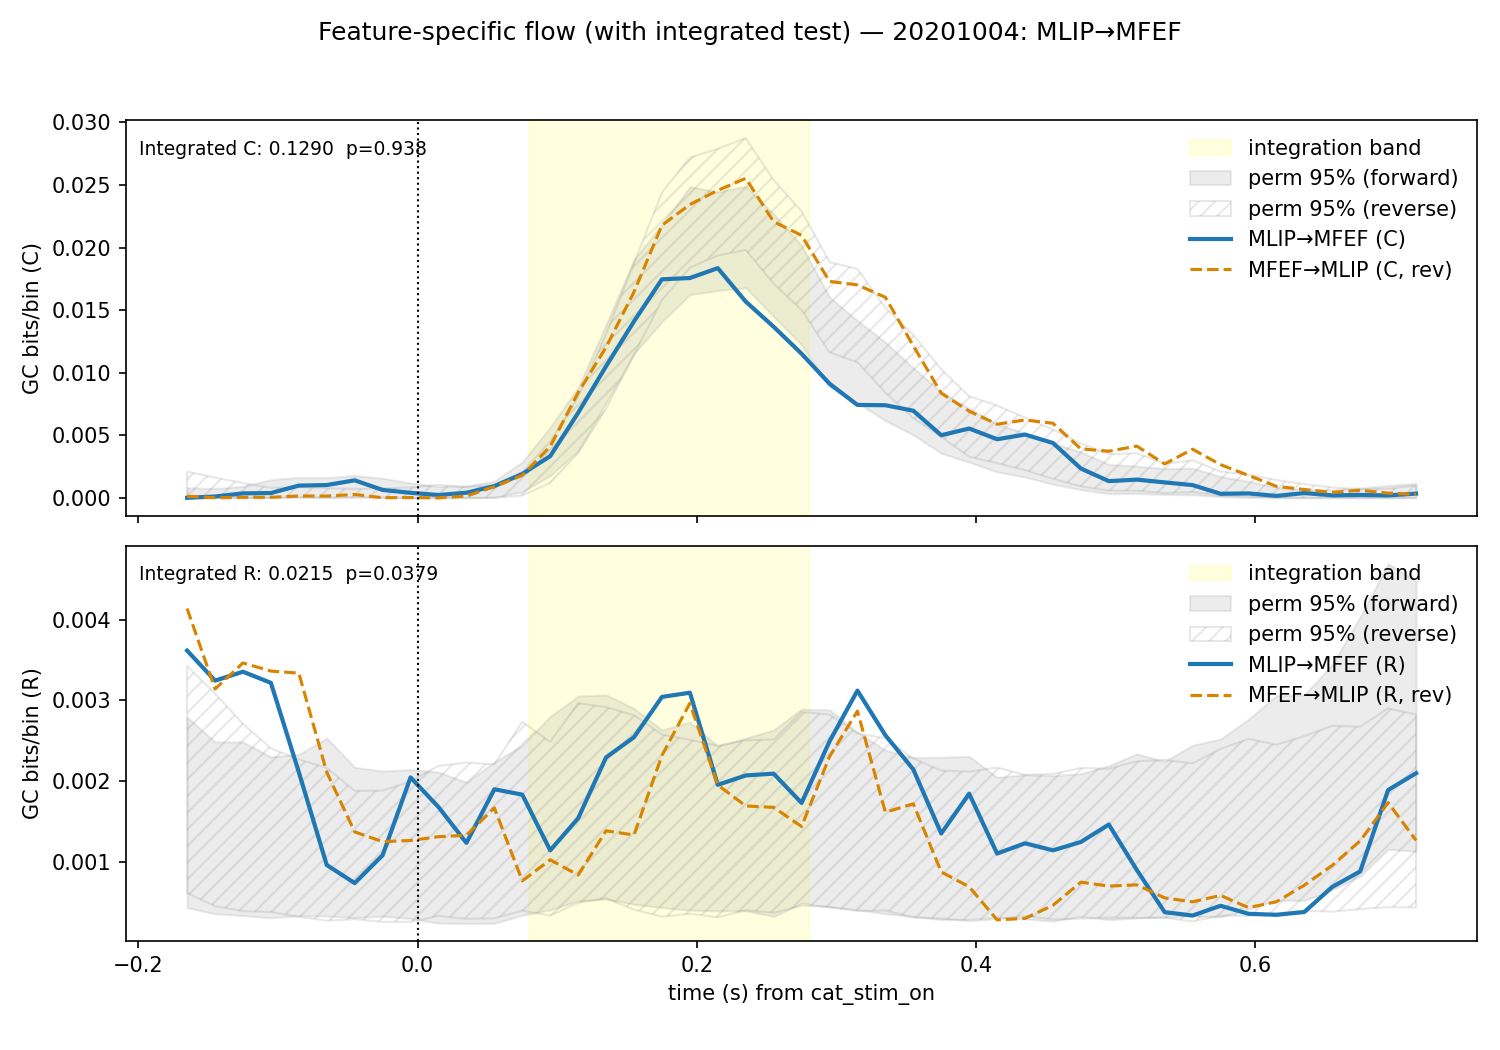 Feature-specific flow (with integrated test) — 20201004: MLIP→MFEF
0.030
0.025
0.020
0.015
0.010
0.005
0.000
GC bits/bin (C)
Integrated C: 0.1290 p=0.938
integration band
perm 95% (forward)
perm 95% (reverse)
MLIP→MFEF (C)
MFEF→MLIP (C, rev)
0.004
0.003
0.002
0.001
GC bits/bin (R)
Integrated R: 0.0215 p=0.0379
integration band
perm 95% (forward)
perm 95% (reverse)
MLIP→MFEF (R)
MFEF→MLIP (R, rev)
−0.2 0.0 0.2 0.4 0.6
time (s) from cat_stim_on